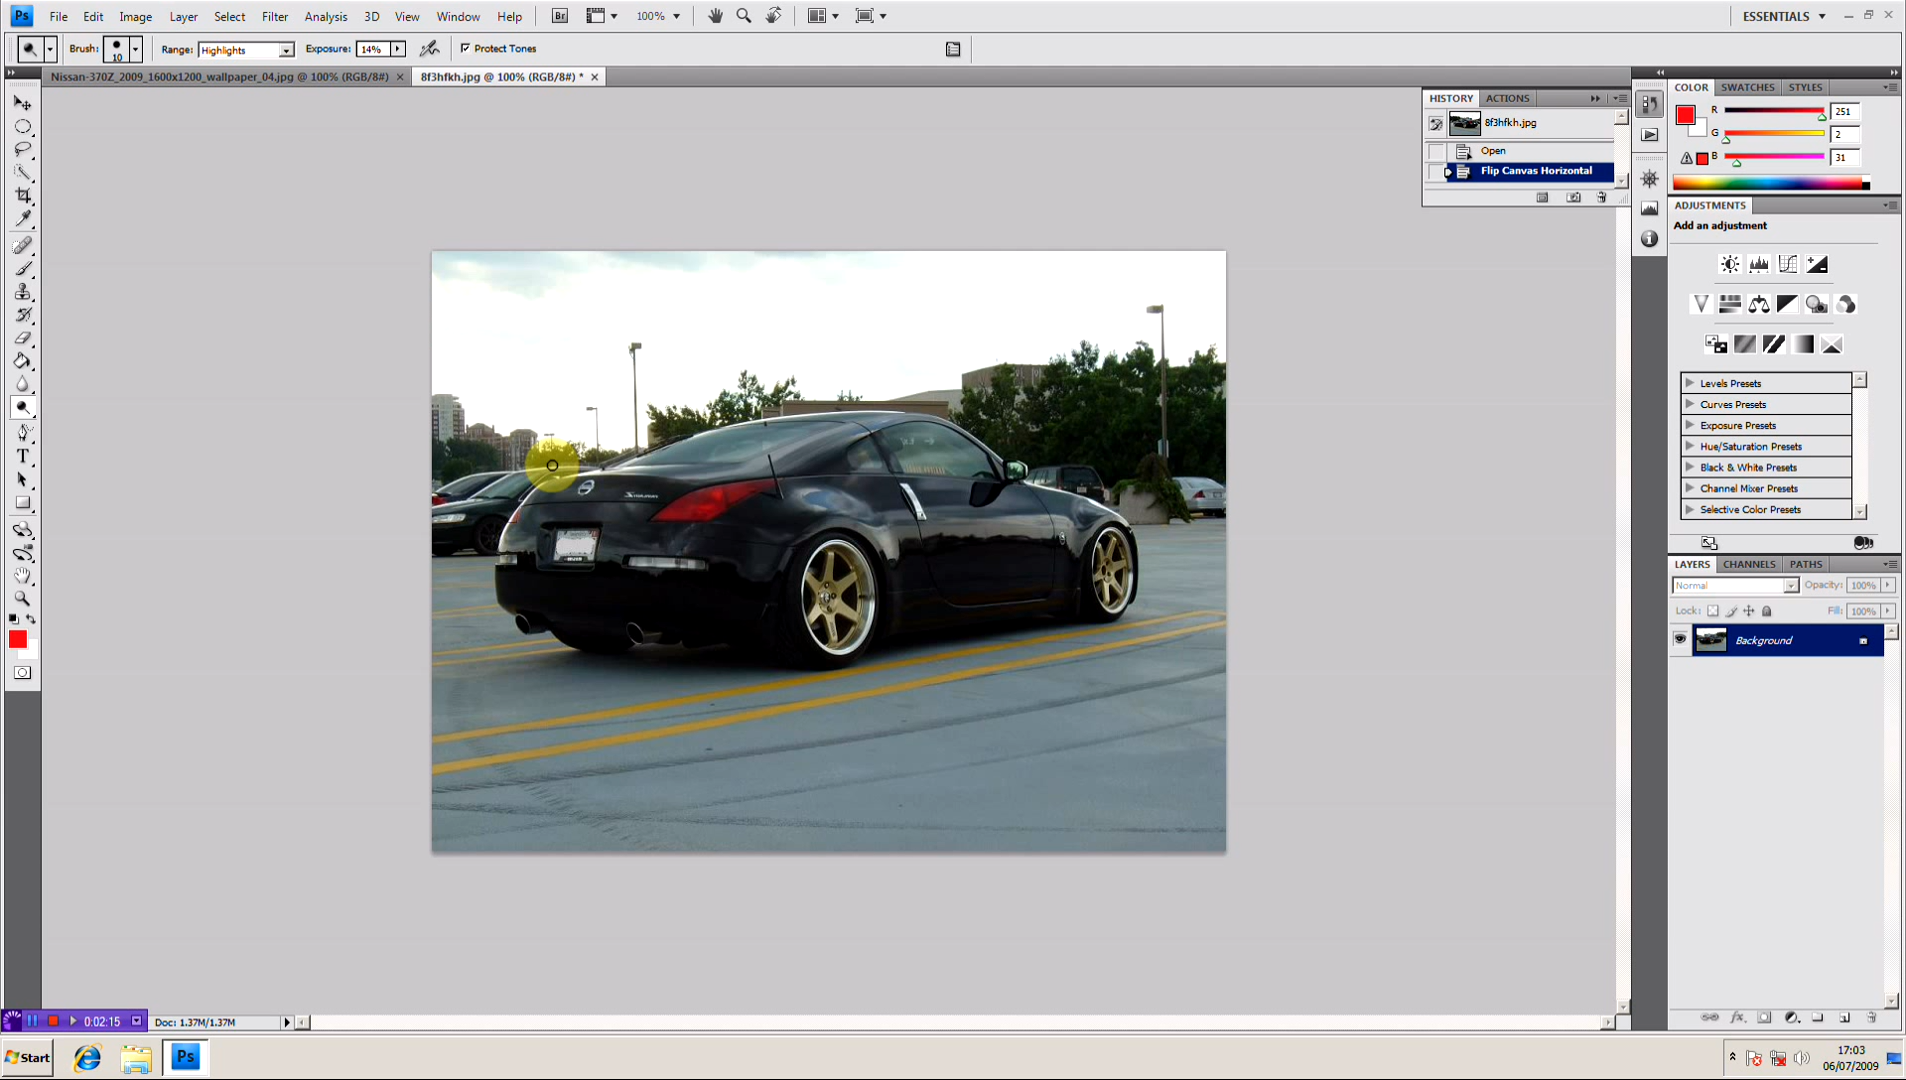 Ps File Edit Image Layer Select Filter Analysis 3D View Window Help Br 100% ESSENTIALS
Brush: 10 Range: Highlights Exposure: 14% Protect Tones
Nissan-370Z_2009_1600x1200_wallpaper_04.jpg @ 100% (RGB/8#) 8f3hfkh.jpg @ 100% (RGB/8#) *
HISTORY ACTIONS
8f3hfkh.jpg
Open
Flip Canvas Horizontal
COLOR SWATCHES STYLES
R 251
G 2
B 31
ADJUSTMENTS
Add an adjustment
Levels Presets
Curves Presets
Exposure Presets
Hue/Saturation Presets
Black & White Presets
Channel Mixer Presets
Selective Color Presets
LAYERS CHANNELS PATHS
Normal Opacity: 100%
Lock: Fill: 100%
Background
0:02:15 Doc: 1.37M/1.37M
Start Ps 17:03
06/07/2009